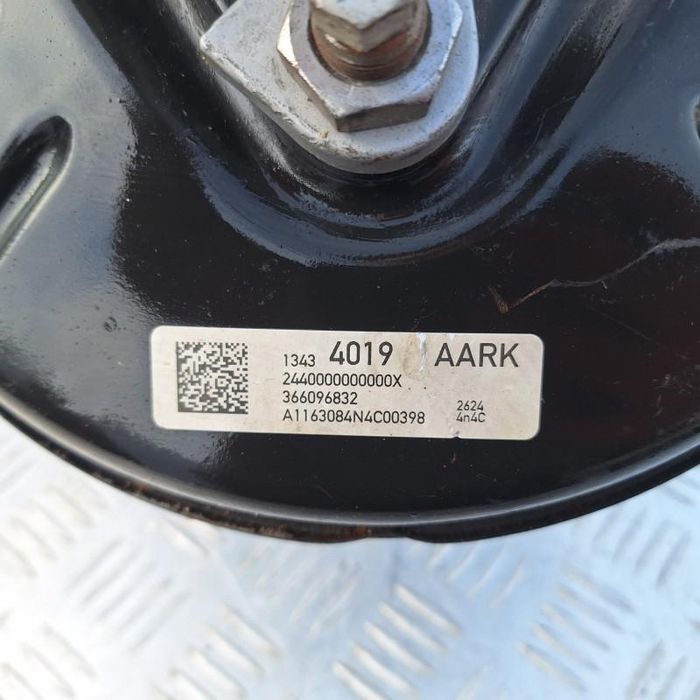 1343 4019 AARK
2440000000000X
366096832
A1163084N4C00398
2624
4n4C